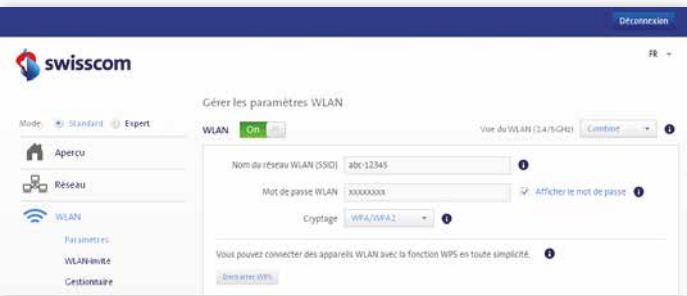 Déconnexion
swisscom
FR
Gérer les paramètres WLAN
Mode: Standard Expert
WLAN On
Vue du WLAN (2.4/5GHz) Combiné
Aperçu
Nom du réseau WLAN (SSID) abc-12345
Réseau
Mot de passe WLAN xxxxxxxxx Afficher le mot de passe
WLAN
Cryptage WPA/WPA2
Paramètres
Vous pouvez connecter des appareils WLAN avec la fonction WPS en toute simplicité.
WLAN-invité
Démarrer WPS
Gestionnaire